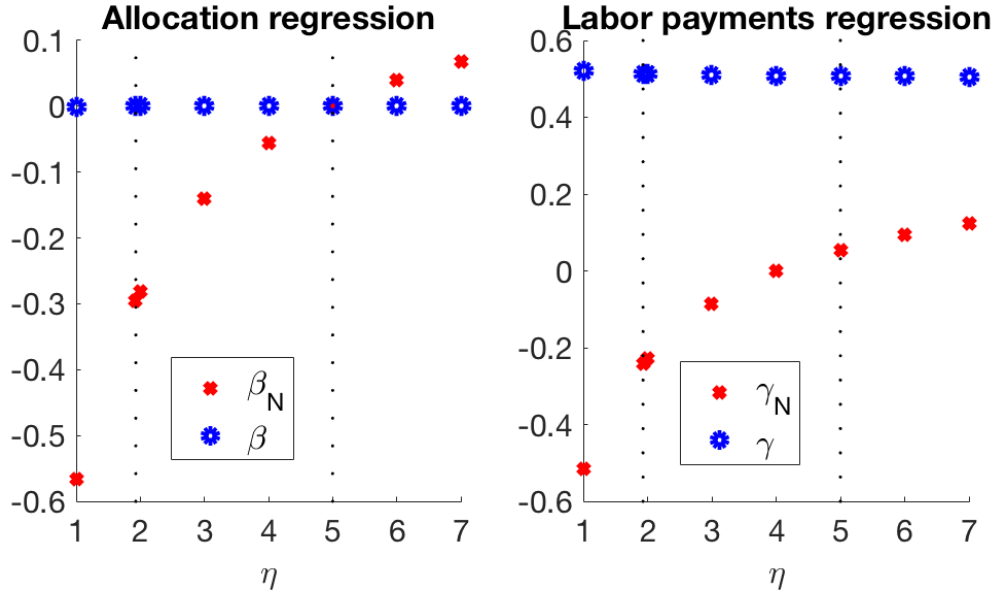 Allocation regression
0.1
0
-0.1
-0.2
-0.3
-0.4
-0.5
-0.6
1 2 3 4 5 6 7
η
β_N
β
Labor payments regression
0.6
0.4
0.2
0
-0.2
-0.4
-0.6
1 2 3 4 5 6 7
η
γ_N
γ